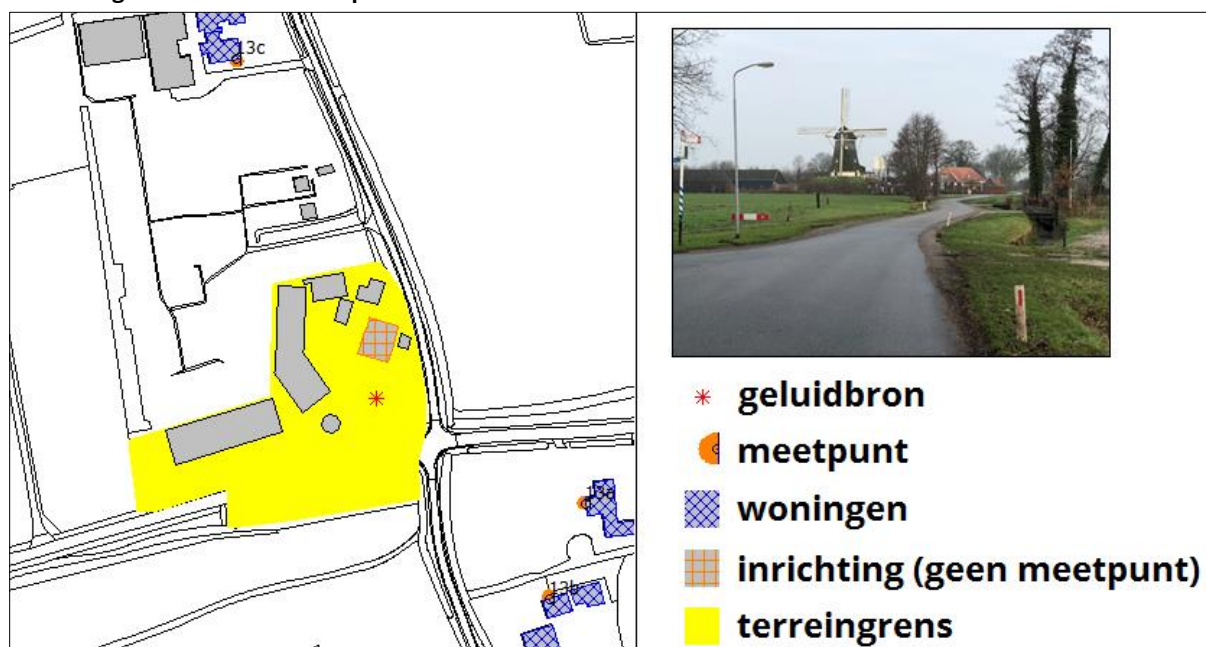 13c
13a
13b
geluidbron
meetpunt
woningen
inrichting (geen meetpunt)
terreingrens